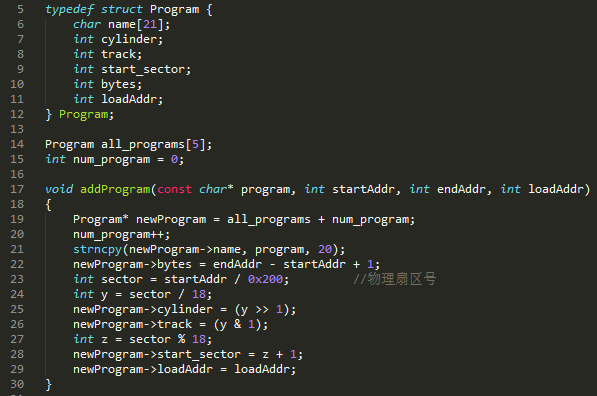 5 typedef struct Program {
6     char name[21];
7     int cylinder;
8     int track;
9     int start_sector;
10     int bytes;
11     int loadAddr;
12 } Program;
13
14 Program all_programs[5];
15 int num_program = 0;
16
17 void addProgram(const char* program, int startAddr, int endAddr, int loadAddr)
18 {
19     Program* newProgram = all_programs + num_program;
20     num_program++;
21     strncpy(newProgram->name, program, 20);
22     newProgram->bytes = endAddr - startAddr + 1;
23     int sector = startAddr / 0x200;         //物理扇区号
24     int y = sector / 18;
25     newProgram->cylinder = (y >> 1);
26     newProgram->track = (y & 1);
27     int z = sector % 18;
28     newProgram->start_sector = z + 1;
29     newProgram->loadAddr = loadAddr;
30 }